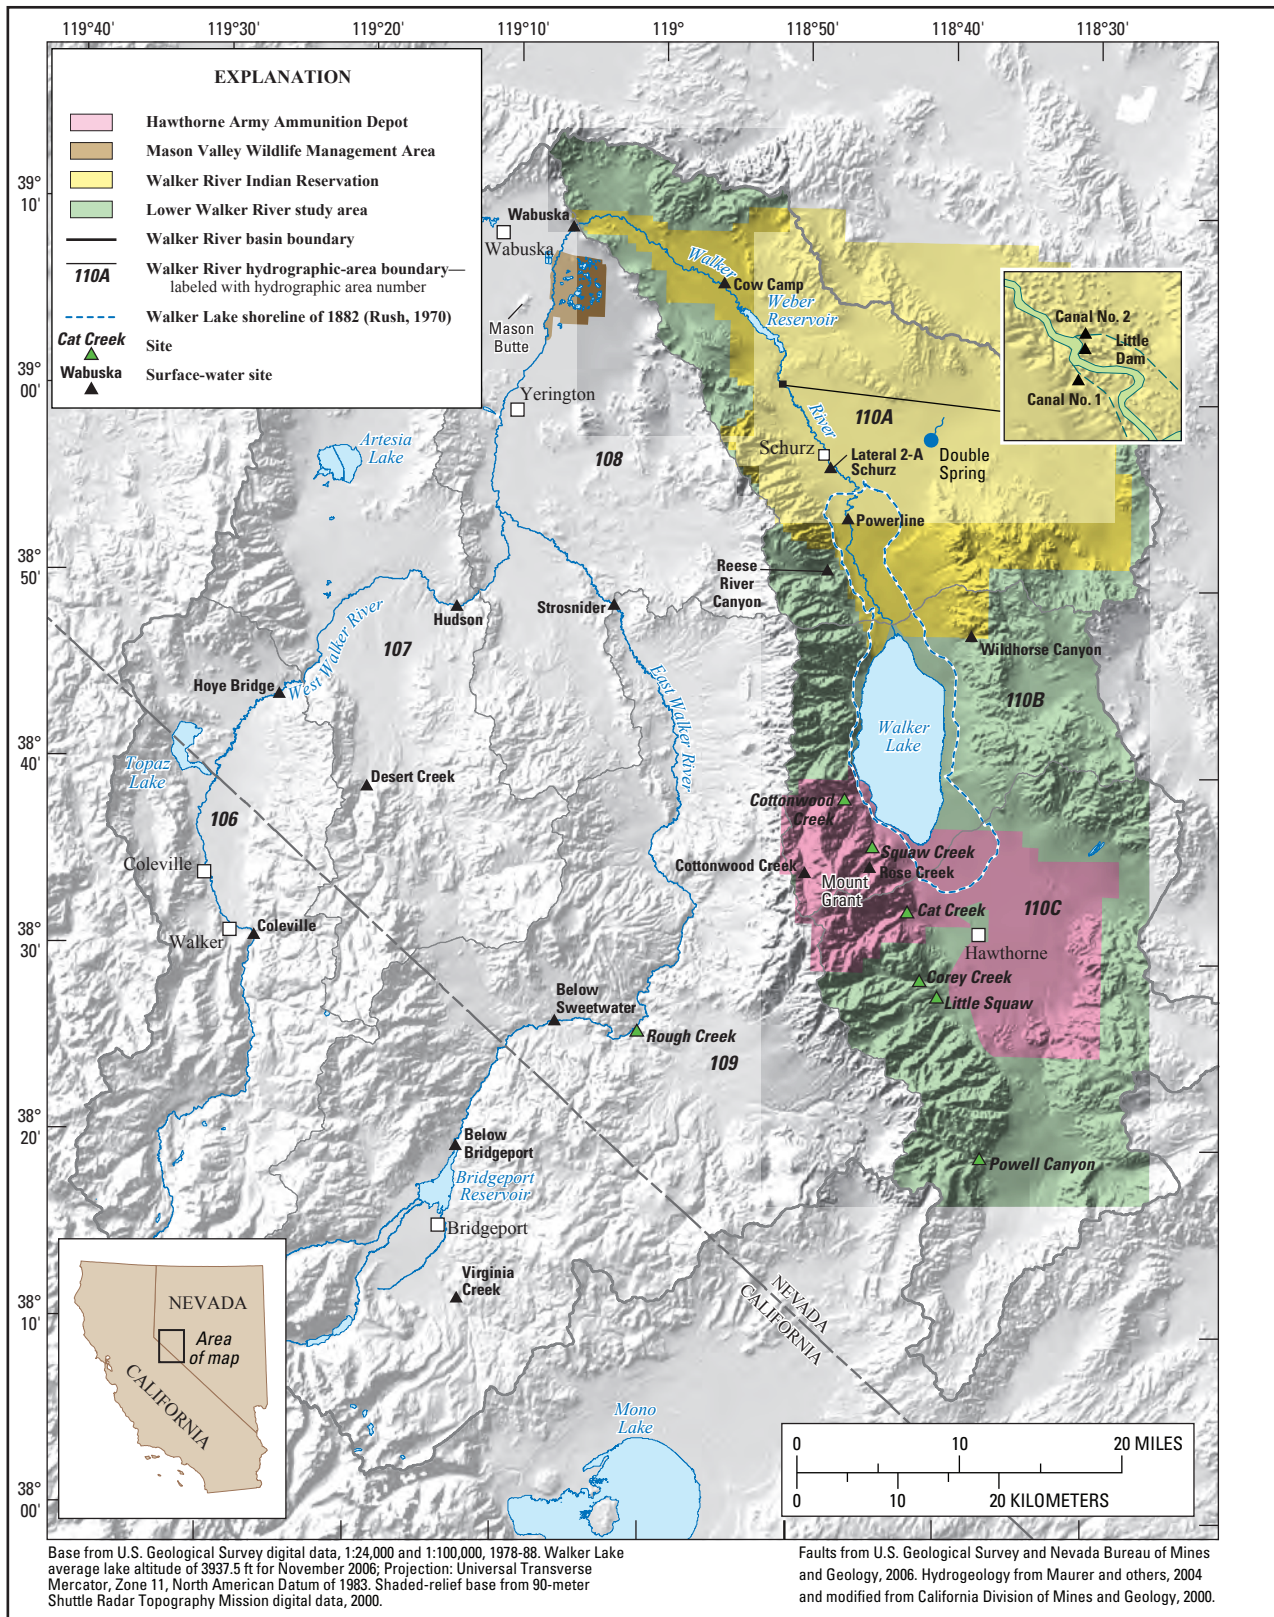 119°40'
119°30'
119°20'
119°10'
119°
118°50'
118°40'
118°30'
EXPLANATION
Hawthorne Army Ammunition Depot
Mason Valley Wildlife Management Area
Walker River Indian Reservation
Lower Walker River study area
Walker River basin boundary
110A
Walker River hydrographic-area boundary—
labeled with hydrographic area number
Walker Lake shoreline of 1882 (Rush, 1970)
Cat Creek
Site
Wabuska
Surface-water site
39°
10'
39°
00'
38°
50'
38°
40'
38°
30'
38°
20'
38°
10'
38°
00'
Wabuska
Wabuska
Walker
Cow Camp
Weber
Reservoir
Mason
Butte
Canal No. 2
Little
Dam
Canal No. 1
Yerington
River
110A
Artesia
Lake
108
Schurz
Lateral 2-A
Schurz
Double
Spring
Powerline
Reese
River
Canyon
Hudson
Strosnider
107
West Walker River
Hoye Bridge
East Walker River
Wildhorse Canyon
110B
Walker
Lake
Topaz
Lake
Desert Creek
106
Cottonwood
Creek
Squaw Creek
Coleville
Cottonwood Creek
Rose Creek
Mount
Grant
Cat Creek
110C
Walker
Coleville
Hawthorne
Corey Creek
Little Squaw
Below
Sweetwater
Rough Creek
109
Below
Bridgeport
Powell Canyon
Bridgeport
Reservoir
Bridgeport
Virginia
Creek
NEVADA
CALIFORNIA
NEVADA
Area
of map
CALIFORNIA
Mono
Lake
0
10
20 MILES
0
10
20 KILOMETERS
Base from U.S. Geological Survey digital data, 1:24,000 and 1:100,000, 1978-88. Walker Lake
average lake altitude of 3937.5 ft for November 2006; Projection: Universal Transverse
Mercator, Zone 11, North American Datum of 1983. Shaded-relief base from 90-meter
Shuttle Radar Topography Mission digital data, 2000.
Faults from U.S. Geological Survey and Nevada Bureau of Mines
and Geology, 2006. Hydrogeology from Maurer and others, 2004
and modified from California Division of Mines and Geology, 2000.